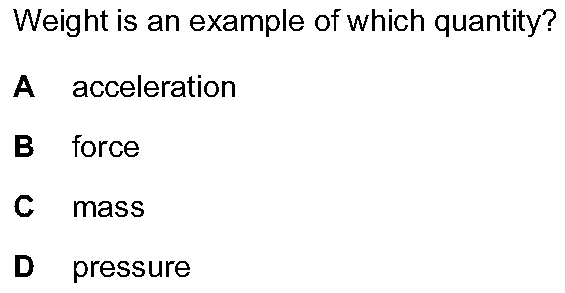 Weight is an example of which quantity?
A acceleration
B force
C mass
D pressure